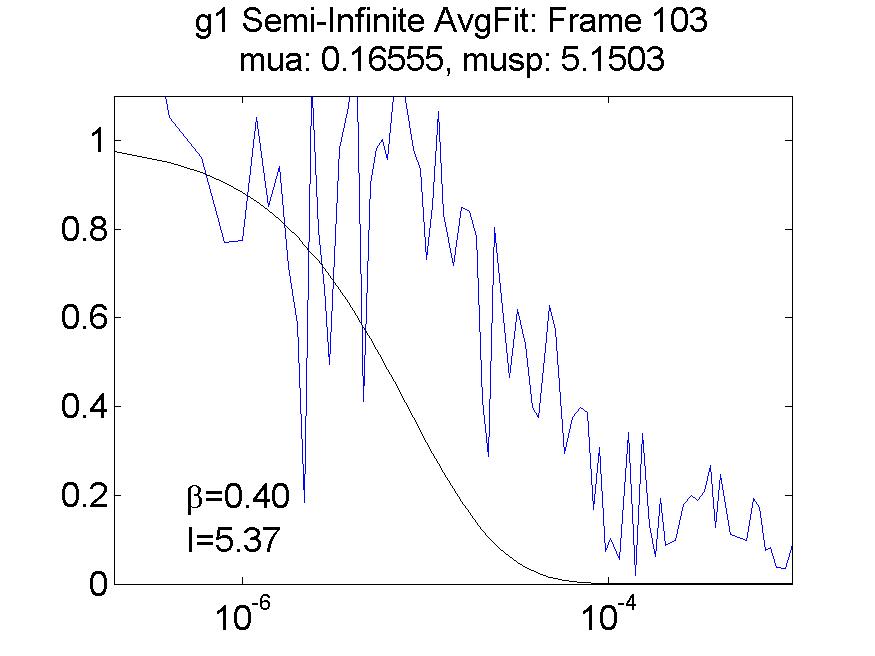 g1 Semi-Infinite AvgFit: Frame 103
mua: 0.16555, musp: 5.1503
1
0.8
0.6
0.4
0.2
0
β=0.40
I=5.37
10^-6
10^-4